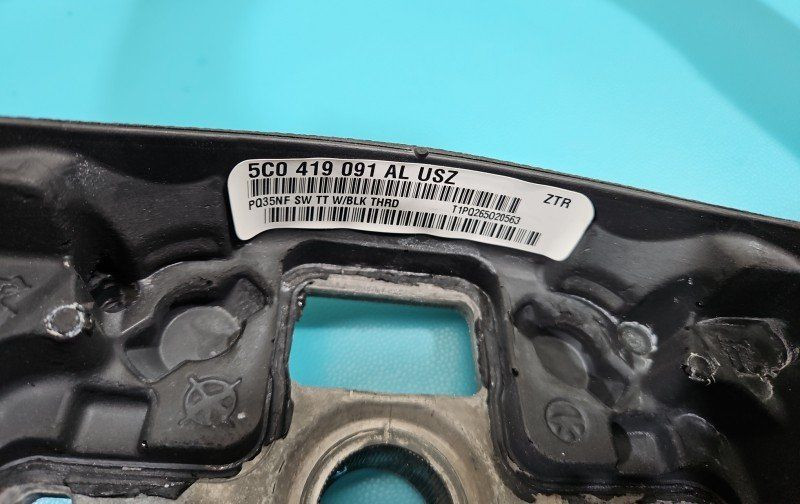 5C0 419 091 AL USZ
ZTR
PQ35NF SW TT W/BLK THRD
T1PQ265020563